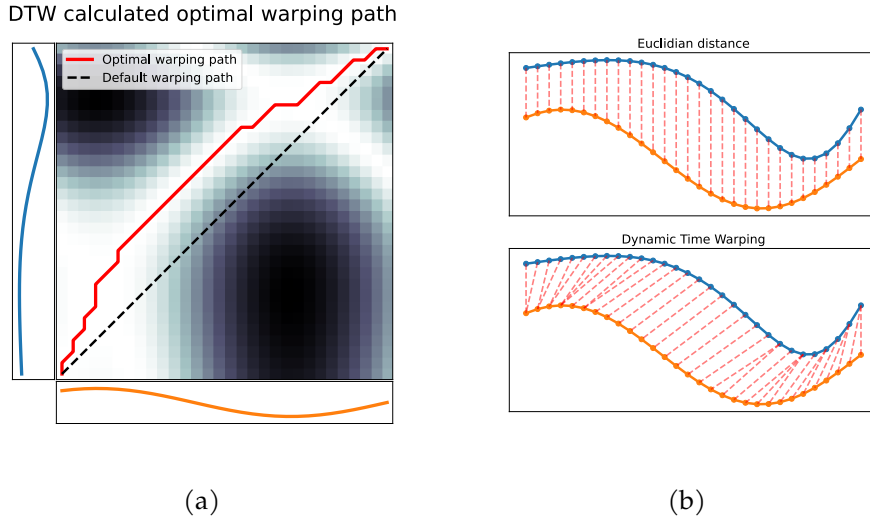 DTW calculated optimal warping path
Optimal warping path
Default warping path
(a)
Euclidian distance
Dynamic Time Warping
(b)